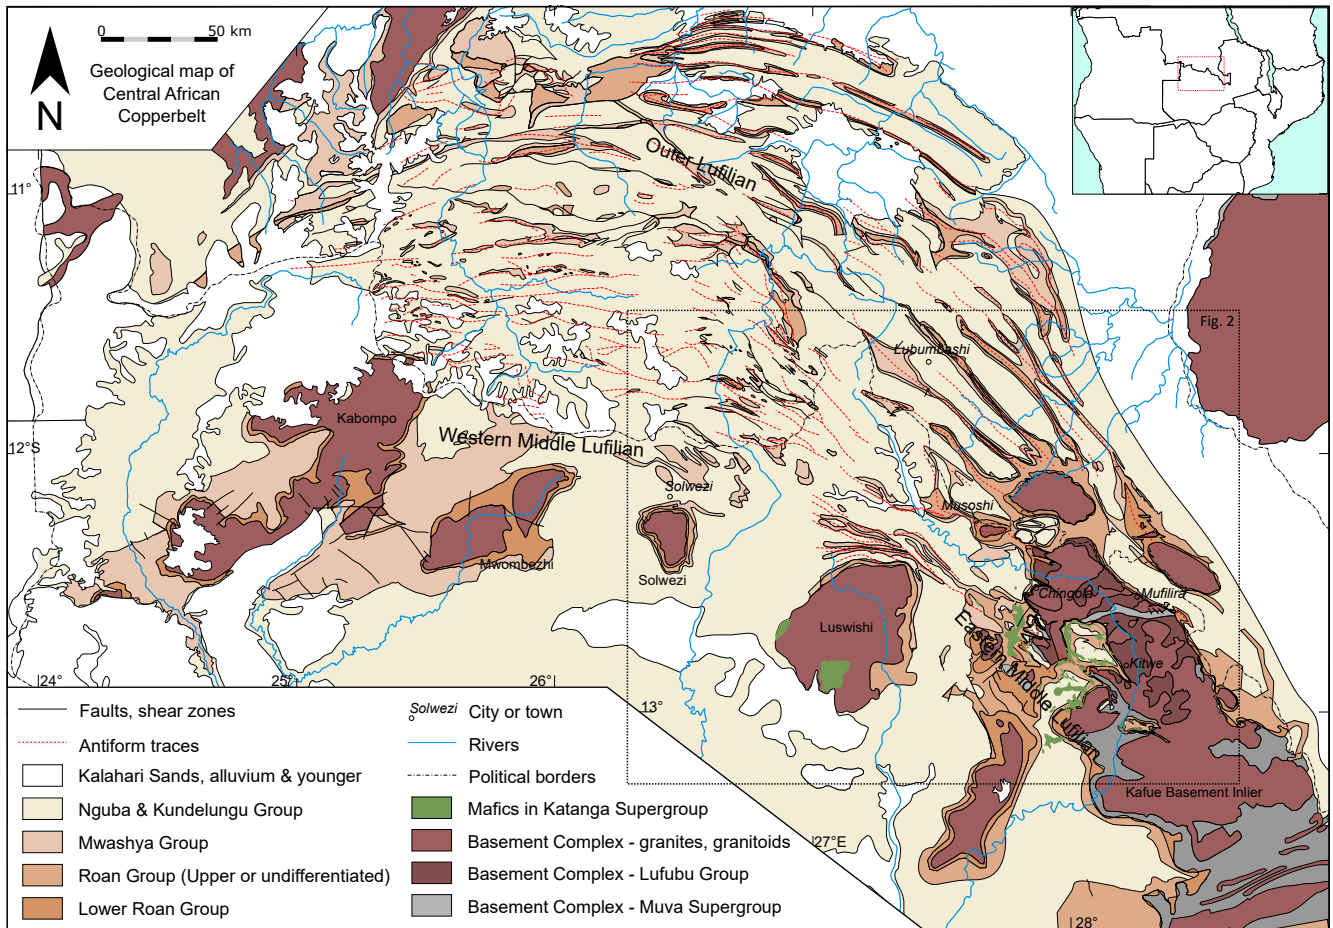 0 50 km
Geological map of
Central African
Copperbelt
N
11°
12°S
24°
25°
26°
13°
27°E
28°
Outer Lufilian
Fig. 2
Lubumbashi
Kabompo
Western Middle Lufilian
Solwezi
Musoshi
Mwombezhi
Solwezi
Chingola
Mufilira
Luswishi
Eastern Middle Lufilian
Kitwe
Kafue Basement Inlier
Faults, shear zones
Antiform traces
Kalahari Sands, alluvium & younger
Nguba & Kundelungu Group
Mwashya Group
Roan Group (Upper or undifferentiated)
Lower Roan Group
Solwezi City or town
Rivers
Political borders
Mafics in Katanga Supergroup
Basement Complex - granites, granitoids
Basement Complex - Lufubu Group
Basement Complex - Muva Supergroup